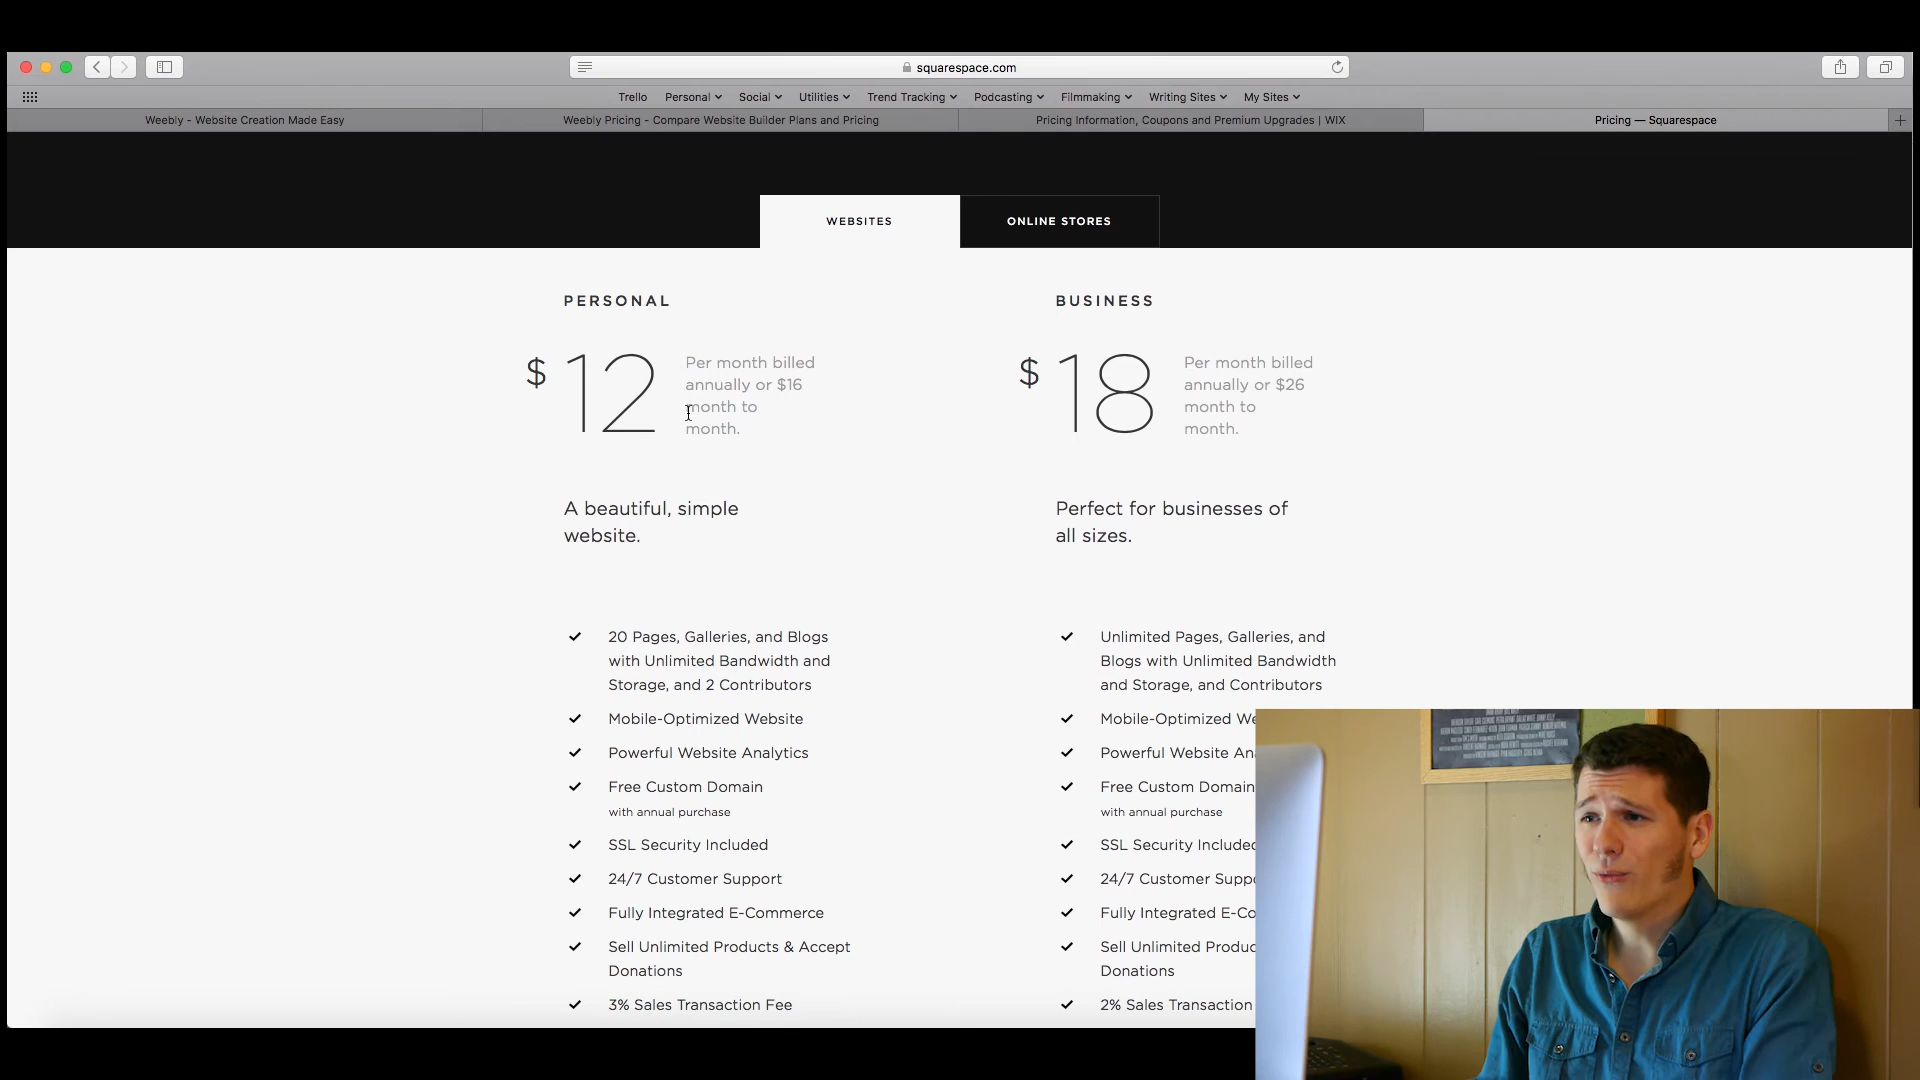 squarespace.com
Trello Personal Social Utilities Trend Tracking Podcasting Filmmaking Writing Sites My Sites
Weebly - Website Creation Made Easy
Weebly Pricing - Compare Website Builder Plans and Pricing
Pricing Information, Coupons and Premium Upgrades | WIX
Pricing — Squarespace
WEBSITES
ONLINE STORES
PERSONAL
$12
Per month billed
annually or $16
month to
month.
A beautiful, simple
website.
20 Pages, Galleries, and Blogs
with Unlimited Bandwidth and
Storage, and 2 Contributors
Mobile-Optimized Website
Powerful Website Analytics
Free Custom Domain
with annual purchase
SSL Security Included
24/7 Customer Support
Fully Integrated E-Commerce
Sell Unlimited Products & Accept
Donations
3% Sales Transaction Fee
BUSINESS
$18
Per month billed
annually or $26
month to
month.
Perfect for businesses of
all sizes.
Unlimited Pages, Galleries, and
Blogs with Unlimited Bandwidth
and Storage, and Contributors
Mobile-Optimized We
Powerful Website Ana
Free Custom Domain
with annual purchase
SSL Security Included
24/7 Customer Suppo
Fully Integrated E-Co
Sell Unlimited Produc
Donations
2% Sales Transaction